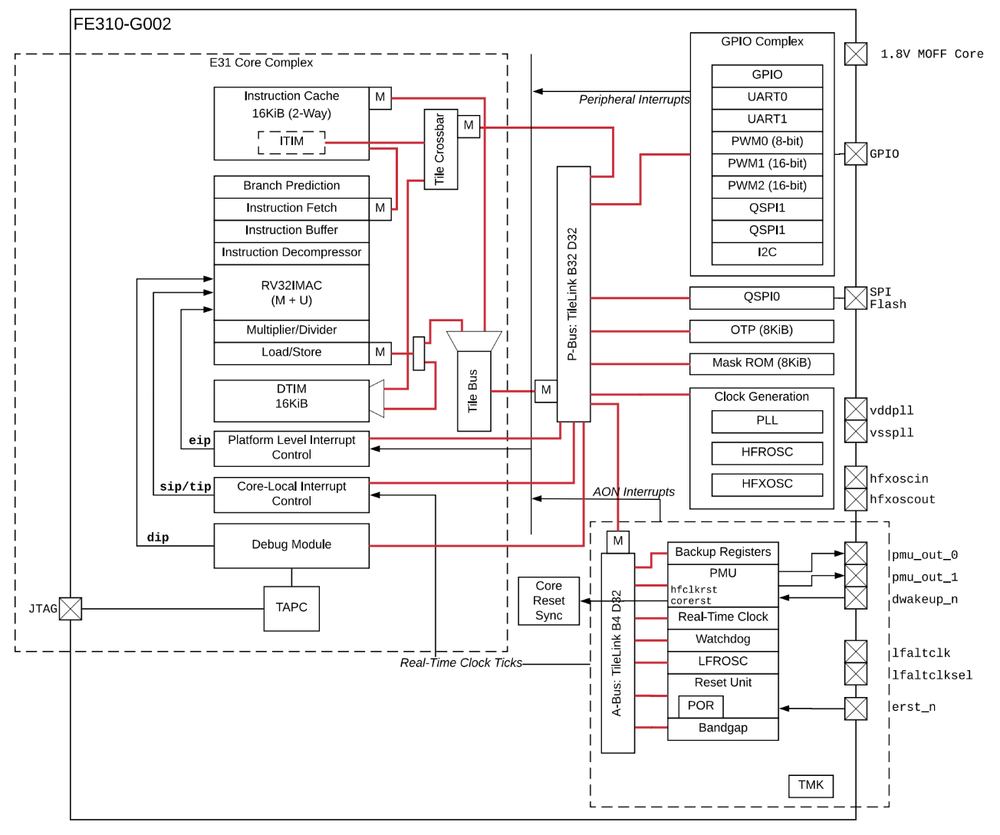 FE310-G002
E31 Core Complex
Instruction Cache
16KiB (2-Way)
M
ITIM
Branch Prediction
Instruction Fetch
M
Instruction Buffer
Instruction Decompressor
RV32IMAC
(M + U)
Multiplier/Divider
Load/Store
M
DTIM
16KiB
Platform Level Interrupt
Control
Core-Local Interrupt
Control
Debug Module
TAPC
JTAG
eip
sip/tip
dip
Tile Crossbar
M
Tile Bus
M
P-Bus: TileLink B32 D32
Peripheral Interrupts
AON Interrupts
Real-Time Clock Ticks
GPIO Complex
GPIO
UART0
UART1
PWM0 (8-bit)
PWM1 (16-bit)
PWM2 (16-bit)
QSPI1
QSPI1
I2C
QSPI0
OTP (8KiB)
Mask ROM (8KiB)
Clock Generation
PLL
HFROSC
HFXOSC
M
A-Bus: TileLink B4 D32
Core
Reset
Sync
Backup Registers
PMU
hfclkrst
corerst
Real-Time Clock
Watchdog
LFROSC
Reset Unit
POR
Bandgap
TMK
1.8V MOFF Core
GPIO
SPI
Flash
vddpll
vsspll
hfxoscin
hfxoscout
pmu_out_0
pmu_out_1
dwakeup_n
lfaltclk
lfaltclksel
erst_n